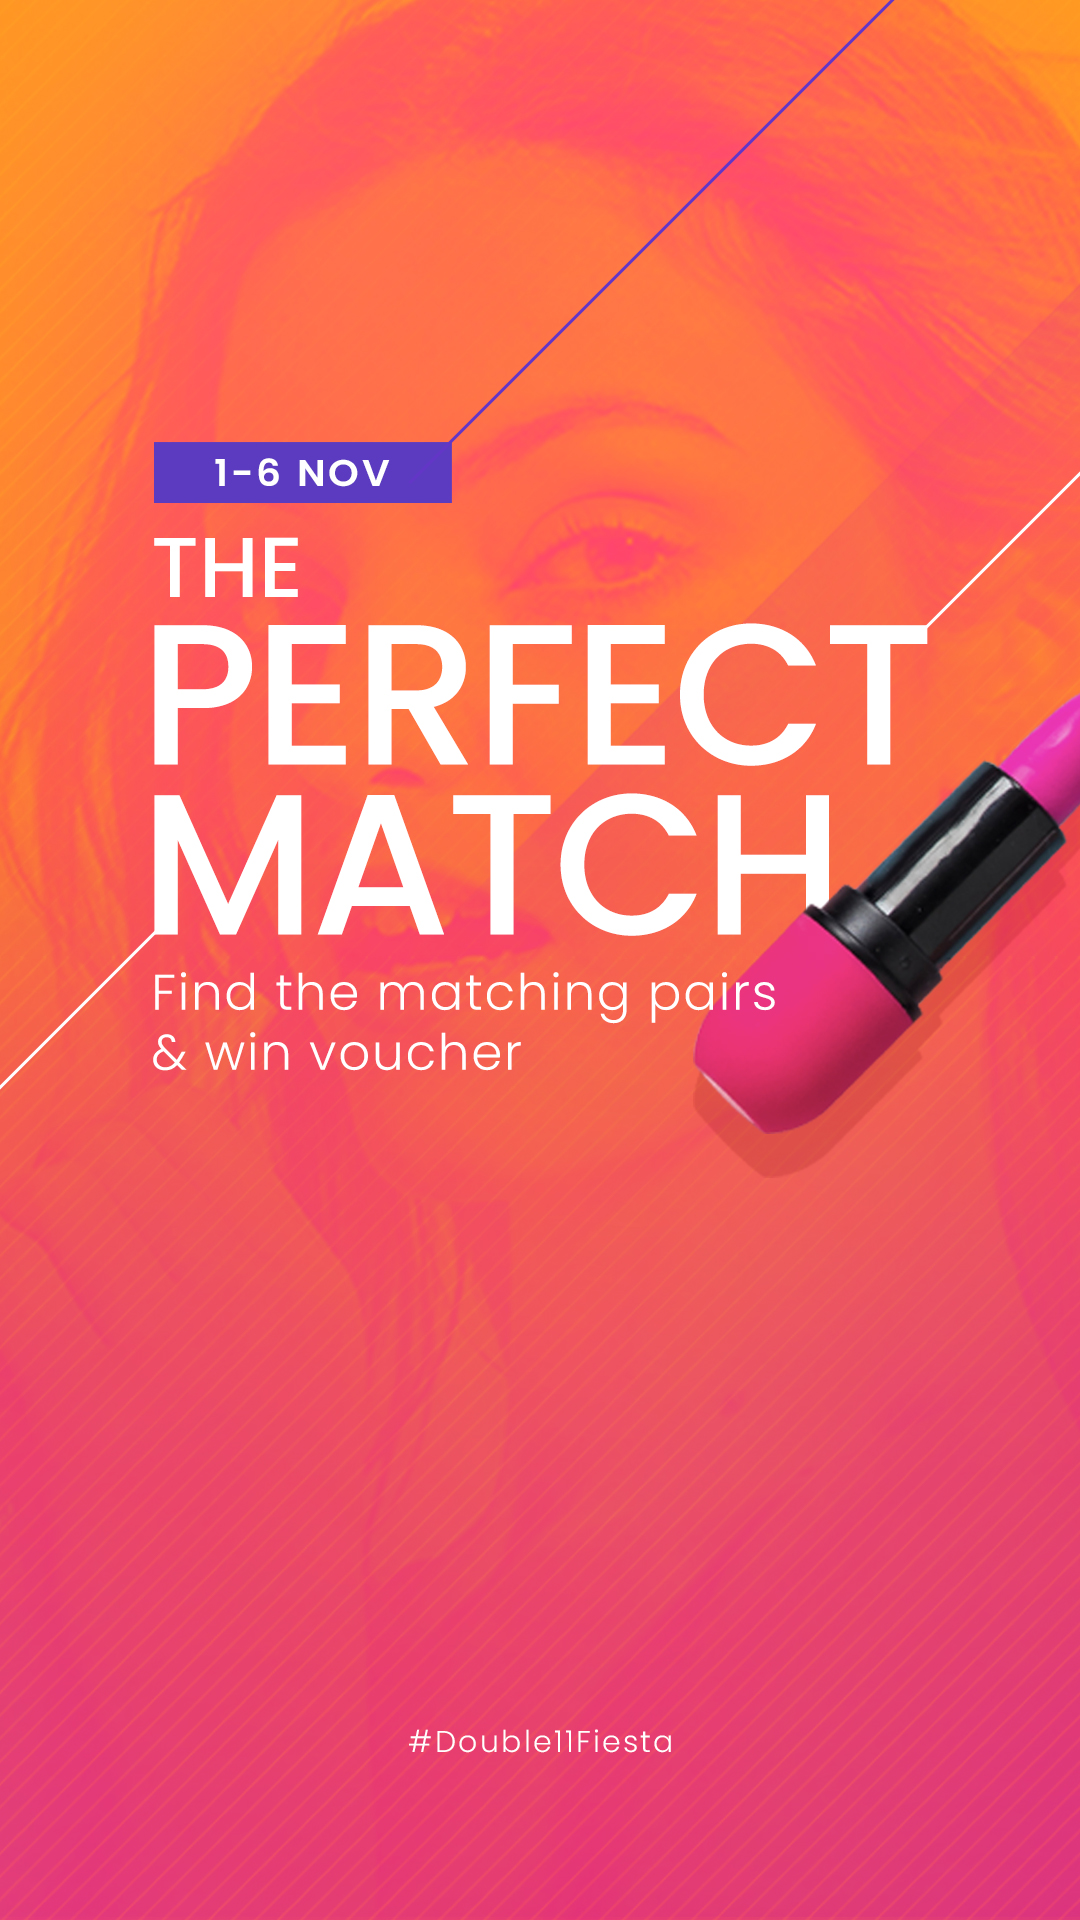 1-6 NOV
THE
PERFECT
MATCH
Find the matching pairs
& win voucher
#Double11Fiesta